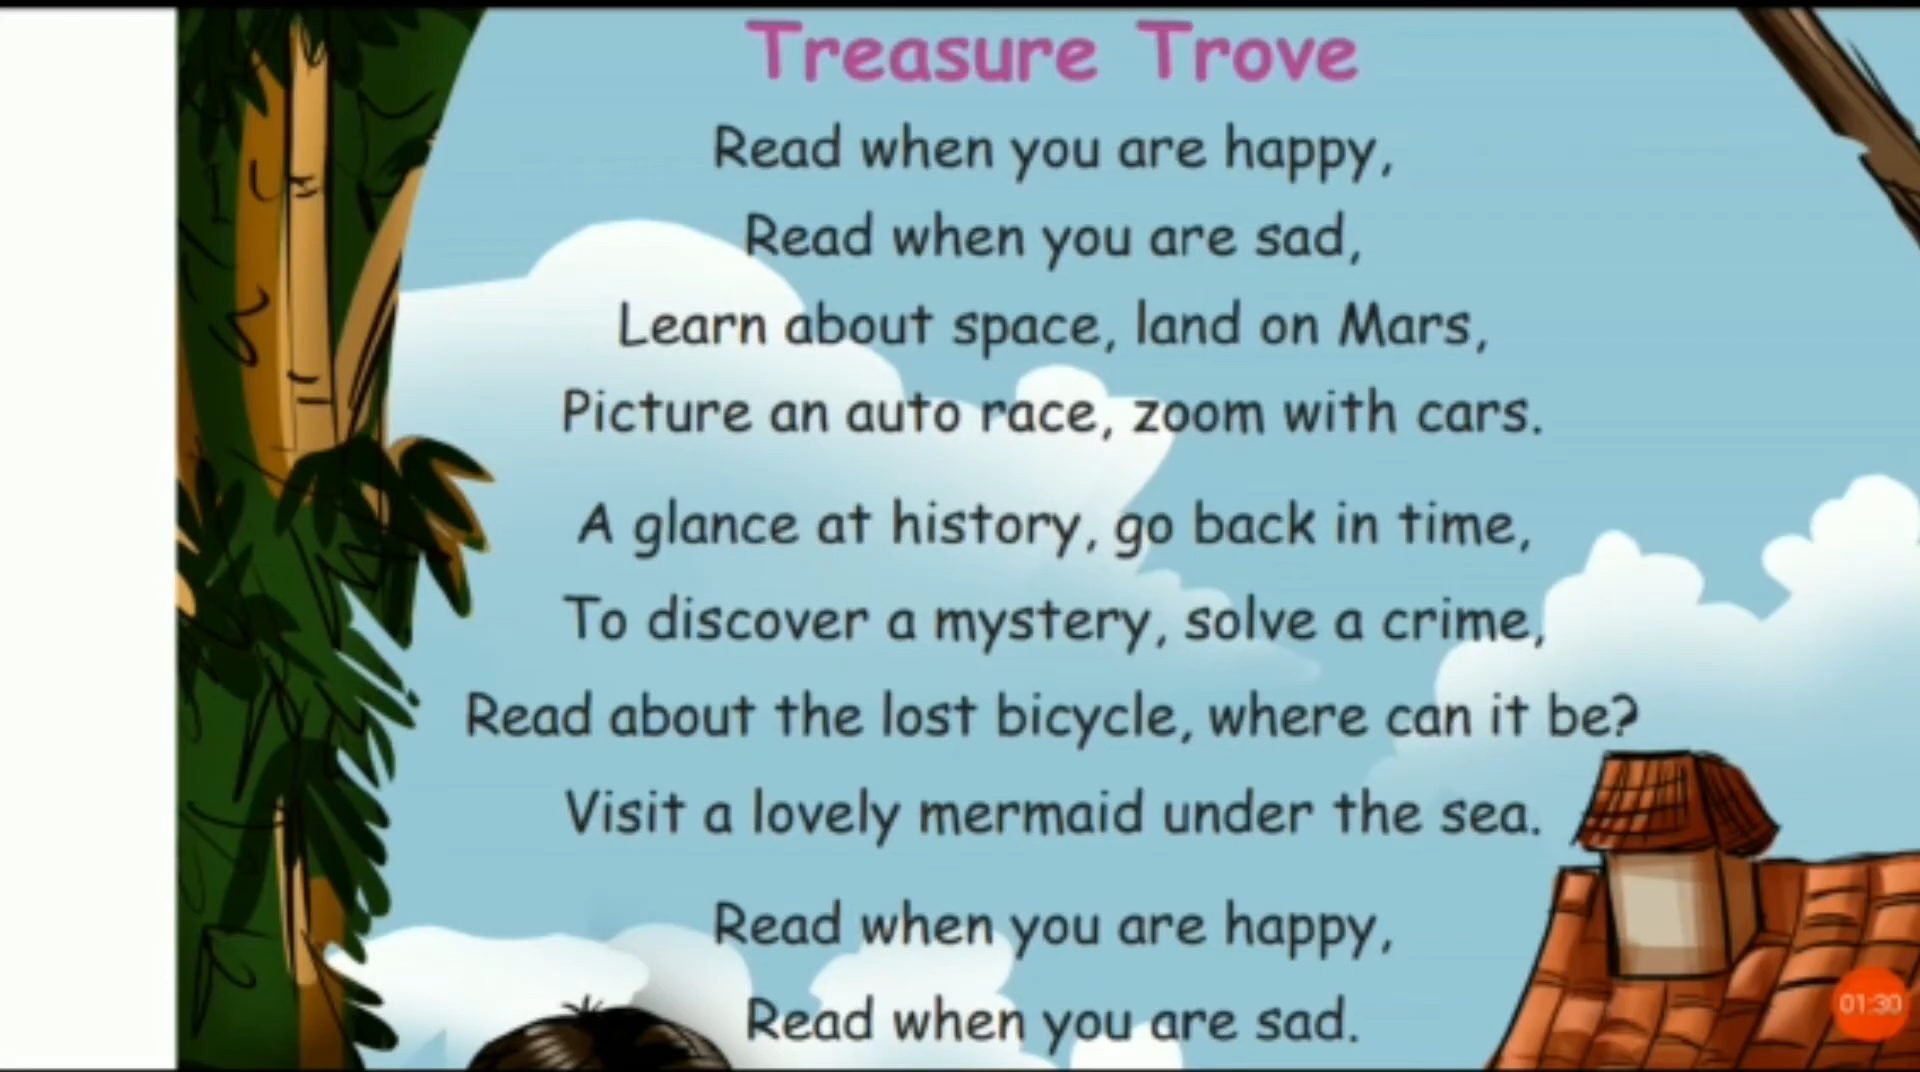 Treasure Trove
Read when you are happy,
Read when you are sad,
Learn about space, land on Mars,
Picture an auto race, zoom with cars.
A glance at history, go back in time,
To discover a mystery, solve a crime,
Read about the lost bicycle, where can it be?
Visit a lovely mermaid under the sea.
Read when you are happy,
Read when you are sad.
01:30